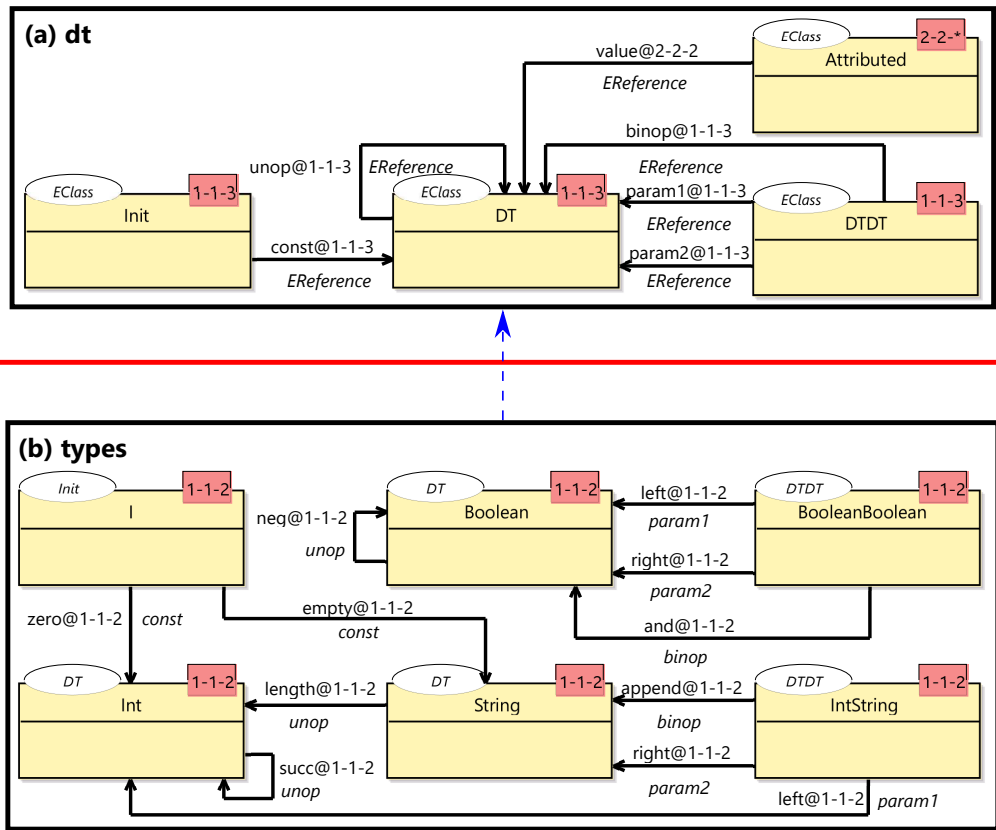 (a) dt
EClass
2-2-*
Attributed
value@2-2-2
EReference
binop@1-1-3
EReference
unop@1-1-3
EReference
EClass
1-1-3
Init
EClass
1-1-3
DT
param1@1-1-3
EReference
EClass
1-1-3
DTDT
const@1-1-3
EReference
param2@1-1-3
EReference
(b) types
Init
1-1-2
I
DT
1-1-2
Boolean
neq@1-1-2
unop
left@1-1-2
param1
DTDT
1-1-2
BooleanBoolean
right@1-1-2
param2
zero@1-1-2
const
empty@1-1-2
const
and@1-1-2
binop
DT
1-1-2
Int
length@1-1-2
unop
DT
1-1-2
String
append@1-1-2
binop
DTDT
1-1-2
IntString
succ@1-1-2
unop
right@1-1-2
param2
left@1-1-2
param1